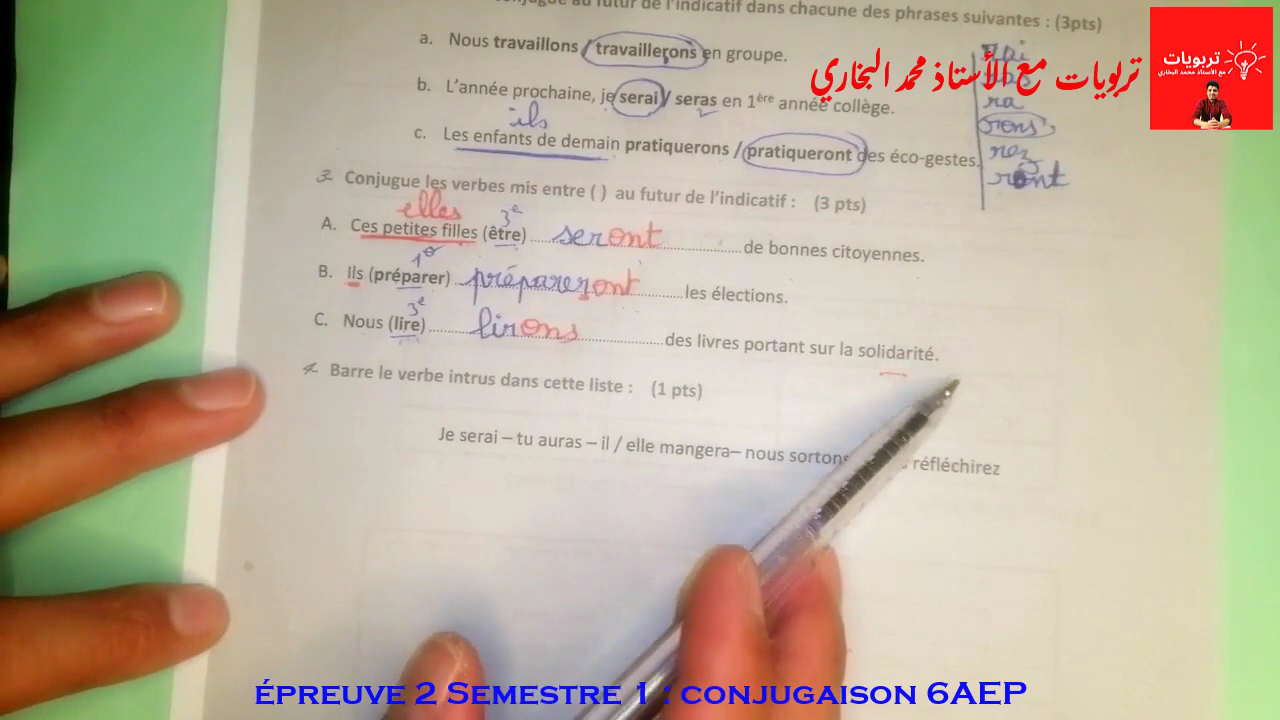 conjugué au futur de l'indicatif dans chacune des phrases suivantes : (3pts)
a. Nous travaillons / travaillerons en groupe.
rai
تربويات مع الأستاذ محمد البخاري
تربويات
مع الأستاذ محمد البخاري
b. L'année prochaine, je serai / seras en 1ère année collège.
ra
ils
2
rons
c. Les enfants de demain pratiquerons / pratiqueront des éco-gestes.
rez
ront
3. Conjugue les verbes mis entre ( ) au futur de l'indicatif : (3 pts)
elles
3e
A. Ces petites filles (être) seront de bonnes citoyennes.
1e
B. Ils (préparer) prépareront les élections.
3e
C. Nous (lire) lirons des livres portant sur la solidarité.
4. Barre le verbe intrus dans cette liste : (1 pts)
Je serai – tu auras – il / elle mangera– nous sortons réfléchirez
épreuve 2 Semestre 1 : conjugaison 6AEP